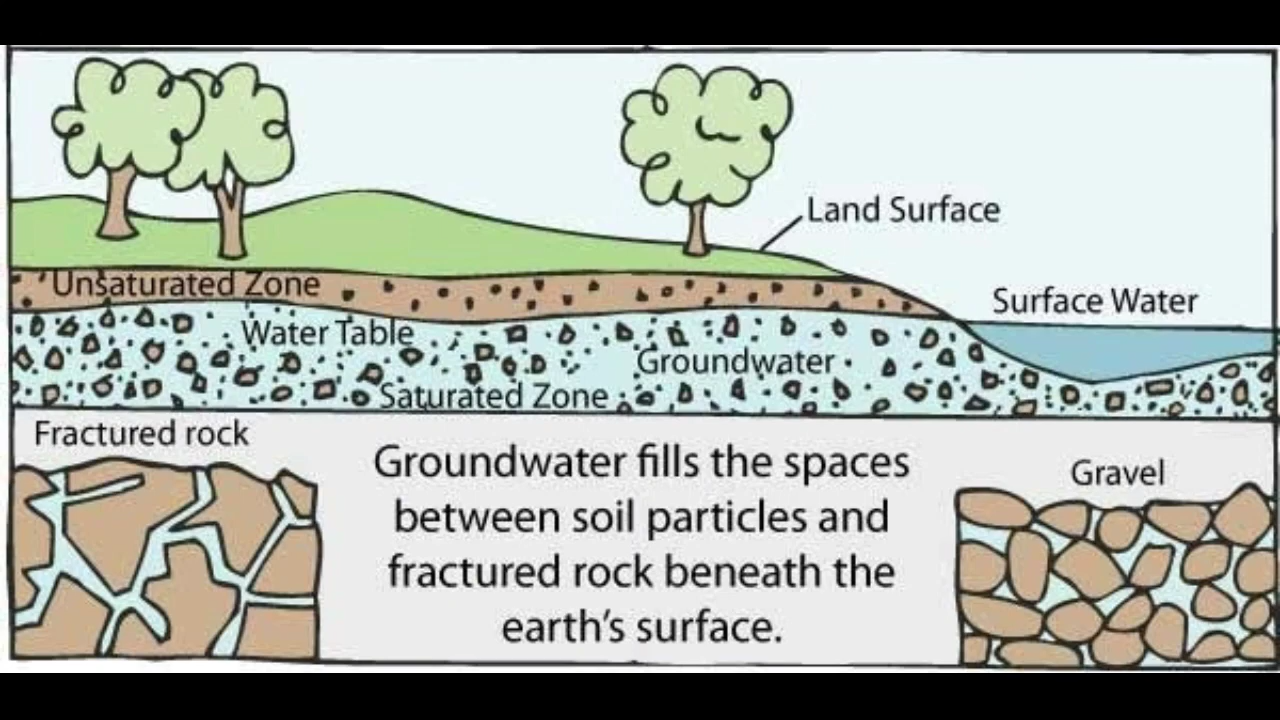 Land Surface
Unsaturated Zone
Surface Water
Water Table
Groundwater
Saturated Zone
Fractured rock
Groundwater fills the spaces
between soil particles and
fractured rock beneath the
earth's surface.
Gravel